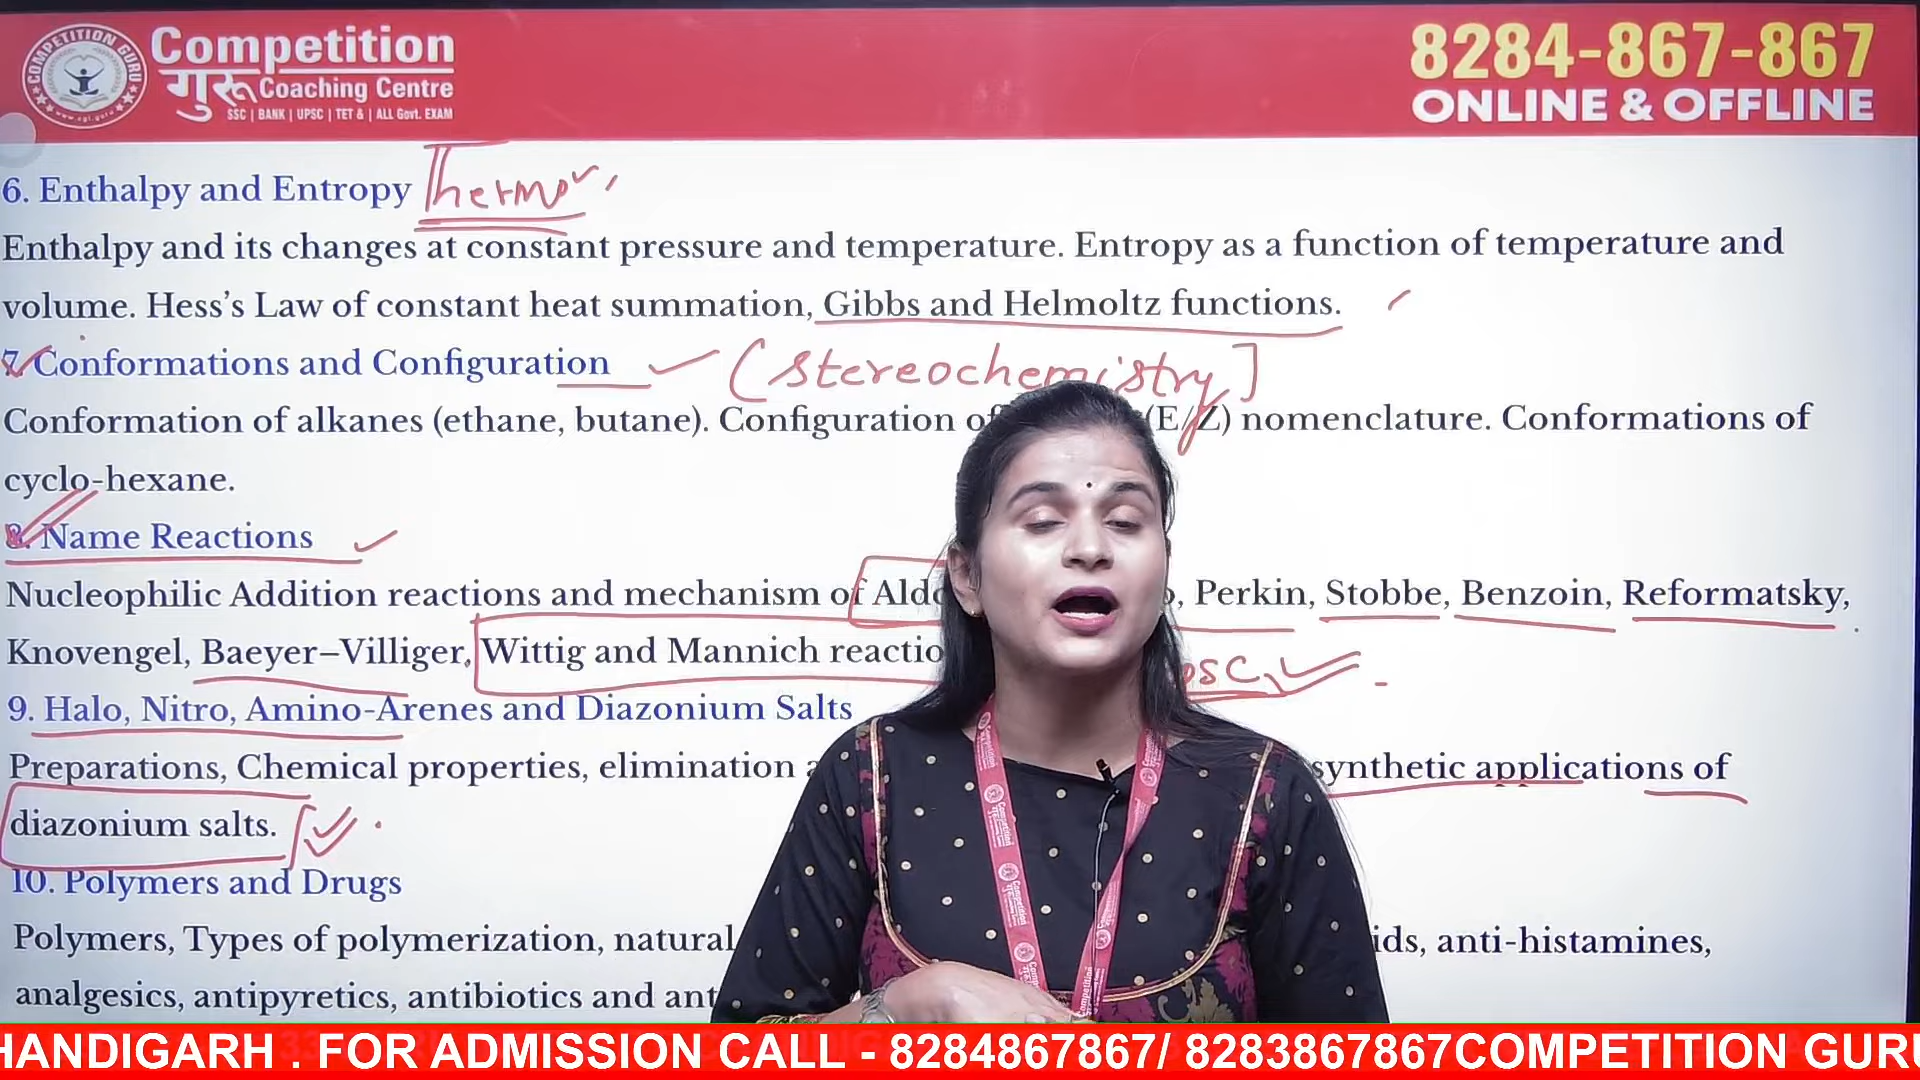 COMPETITION GURU
Competition
गुरू Coaching Centre
SSC | BANK | UPSC | TET & | ALL Govt. EXAM
8284-867-867
ONLINE & OFFLINE
6. Enthalpy and Entropy Thermo
Enthalpy and its changes at constant pressure and temperature. Entropy as a function of temperature and
volume. Hess's Law of constant heat summation, Gibbs and Helmoltz functions.
7. Conformations and Configuration (Stereochemistry]
Conformation of alkanes (ethane, butane). Configuration of (E/Z) nomenclature. Conformations of
cyclo-hexane.
8. Name Reactions
Nucleophilic Addition reactions and mechanism of Perkin, Stobbe, Benzoin, Reformatsky,
Knovengel, Baeyer–Villiger, Wittig and Mannich reactio
9. Halo, Nitro, Amino-Arenes and Diazonium Salts
Preparations, Chemical properties, elimination synthetic applications of
diazonium salts.
10. Polymers and Drugs
Polymers, Types of polymerization, natural ids, anti-histamines,
analgesics, antipyretics, antibiotics and ant
HANDIGARH . FOR ADMISSION CALL - 8284867867/ 8283867867COMPETITION GURU